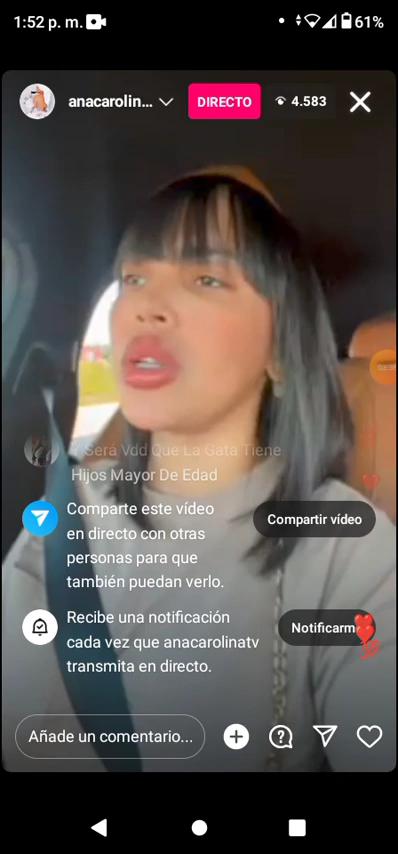 1:52 p. m.
61%
anacarolin...
DIRECTO
4.583
Será Vdd Que La Gata Tiene
Hijos Mayor De Edad
Comparte este vídeo
en directo con otras
personas para que
también puedan verlo.
Compartir vídeo
Recibe una notificación
cada vez que anacarolinatv
transmita en directo.
Notificarm
Añade un comentario...